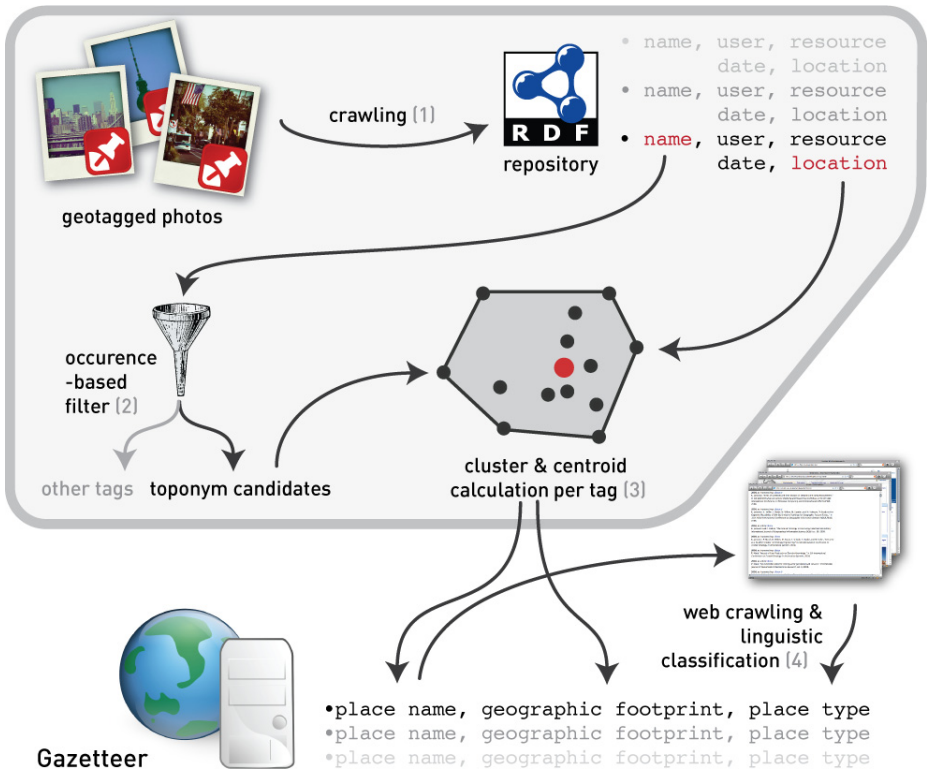 • name, user, resource
date, location
• name, user, resource
date, location
• name, user, resource
date, location
crawling (1)
RDF
repository
geotagged photos
occurence
-based
filter (2)
other tags
toponym candidates
cluster & centroid
calculation per tag (3)
web crawling &
linguistic
classification (4)
•place name, geographic footprint, place type
•place name, geographic footprint, place type
•place name, geographic footprint, place type
Gazetteer